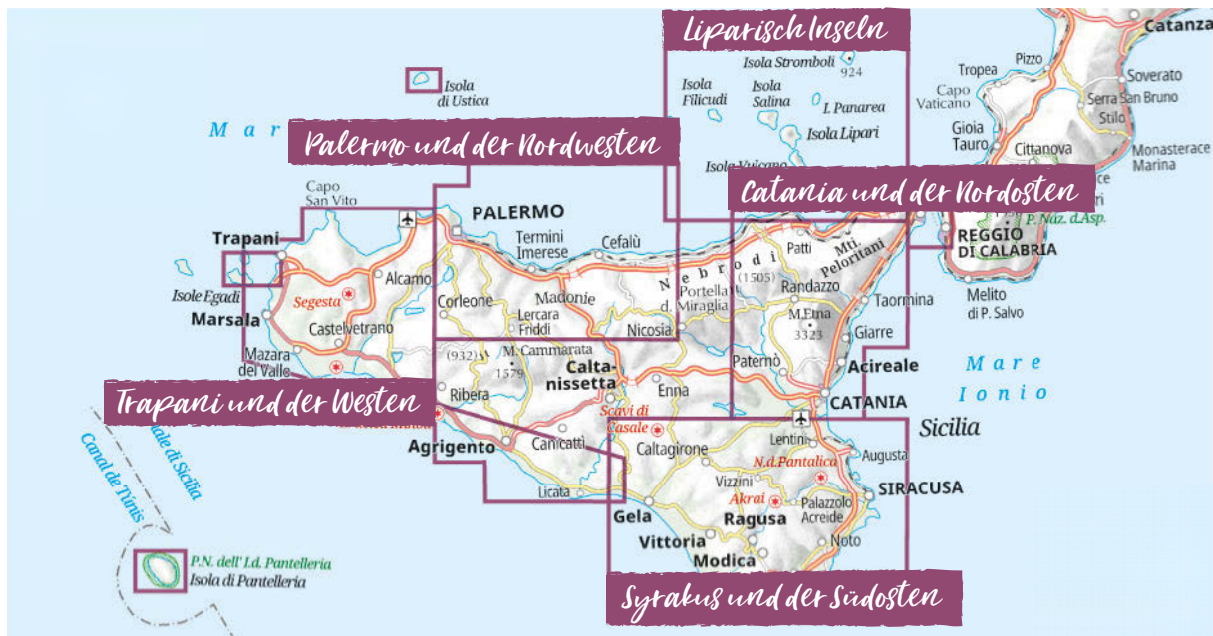 Liparisch Inseln
Catanza
Isola Stromboli
924
Pizzo
Tropea
Soverato
Isola
di Ustica
Isola
Filicudi
Isola
Salina
I. Panarea
Capo
Vaticano
Serra San Bruno
Stilo
Mar
Isola Lipari
Gioia
Tauro
Cittanova
Monasterace
Marina
Palermo und der Nordwesten
Isola Vulcano
Catania und der Nordosten
Capo
San Vito
P. Naz. d.Asp.
PALERMO
REGGIO
DI CALABRIA
Trapani
Termini
Imerese
Cefalù
Patti
Mti.
Peloritani
Nebrodi
(1505)
Alcamo
Melito
di P. Salvo
Isole Egadi
Segesta
Corleone
Madonie
Portella
Miraglia
Randazzo
Taormina
Marsala
Castelvetrano
Lercara
Friddi
Nicosia
M.Etna
3323
Giarre
Mazara
del Vallo
(932)
M. Cammarata
1579
Calta-
nissetta
Paternò
Acireale
Mare
Ionio
Trapani und der Westen
Ribera
Enna
CATANIA
Scavi di
Casale
Sicilia
Agrigento
Canicattì
Caltagirone
Lentini
Augusta
N.d.Pantalica
Canal de Túnis
ale di Sicilia
Licata
Vizzini
SIRACUSA
Akrai
Palazzolo
Acreide
Gela
Ragusa
Vittoria
Noto
Modica
P.N. dell' I.d. Pantelleria
Isola di Pantelleria
Syrakus und der Südosten